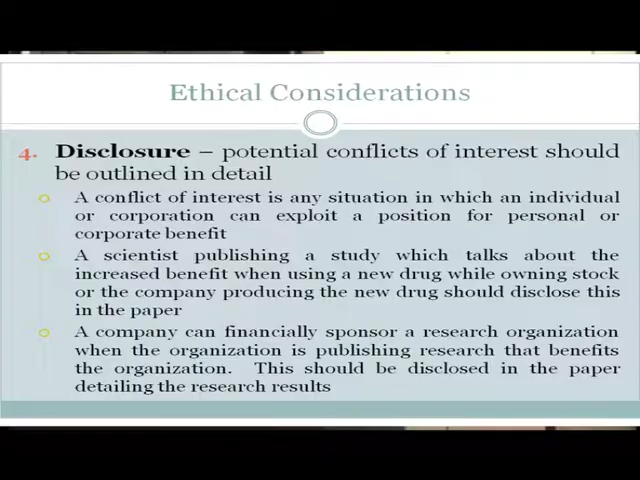 Ethical Considerations
4. Disclosure – potential conflicts of interest should
be outlined in detail
A conflict of interest is any situation in which an individual
or corporation can exploit a position for personal or
corporate benefit
A scientist publishing a study which talks about the
increased benefit when using a new drug while owning stock
or the company producing the new drug should disclose this
in the paper
A company can financially sponsor a research organization
when the organization is publishing research that benefits
the organization. This should be disclosed in the paper
detailing the research results